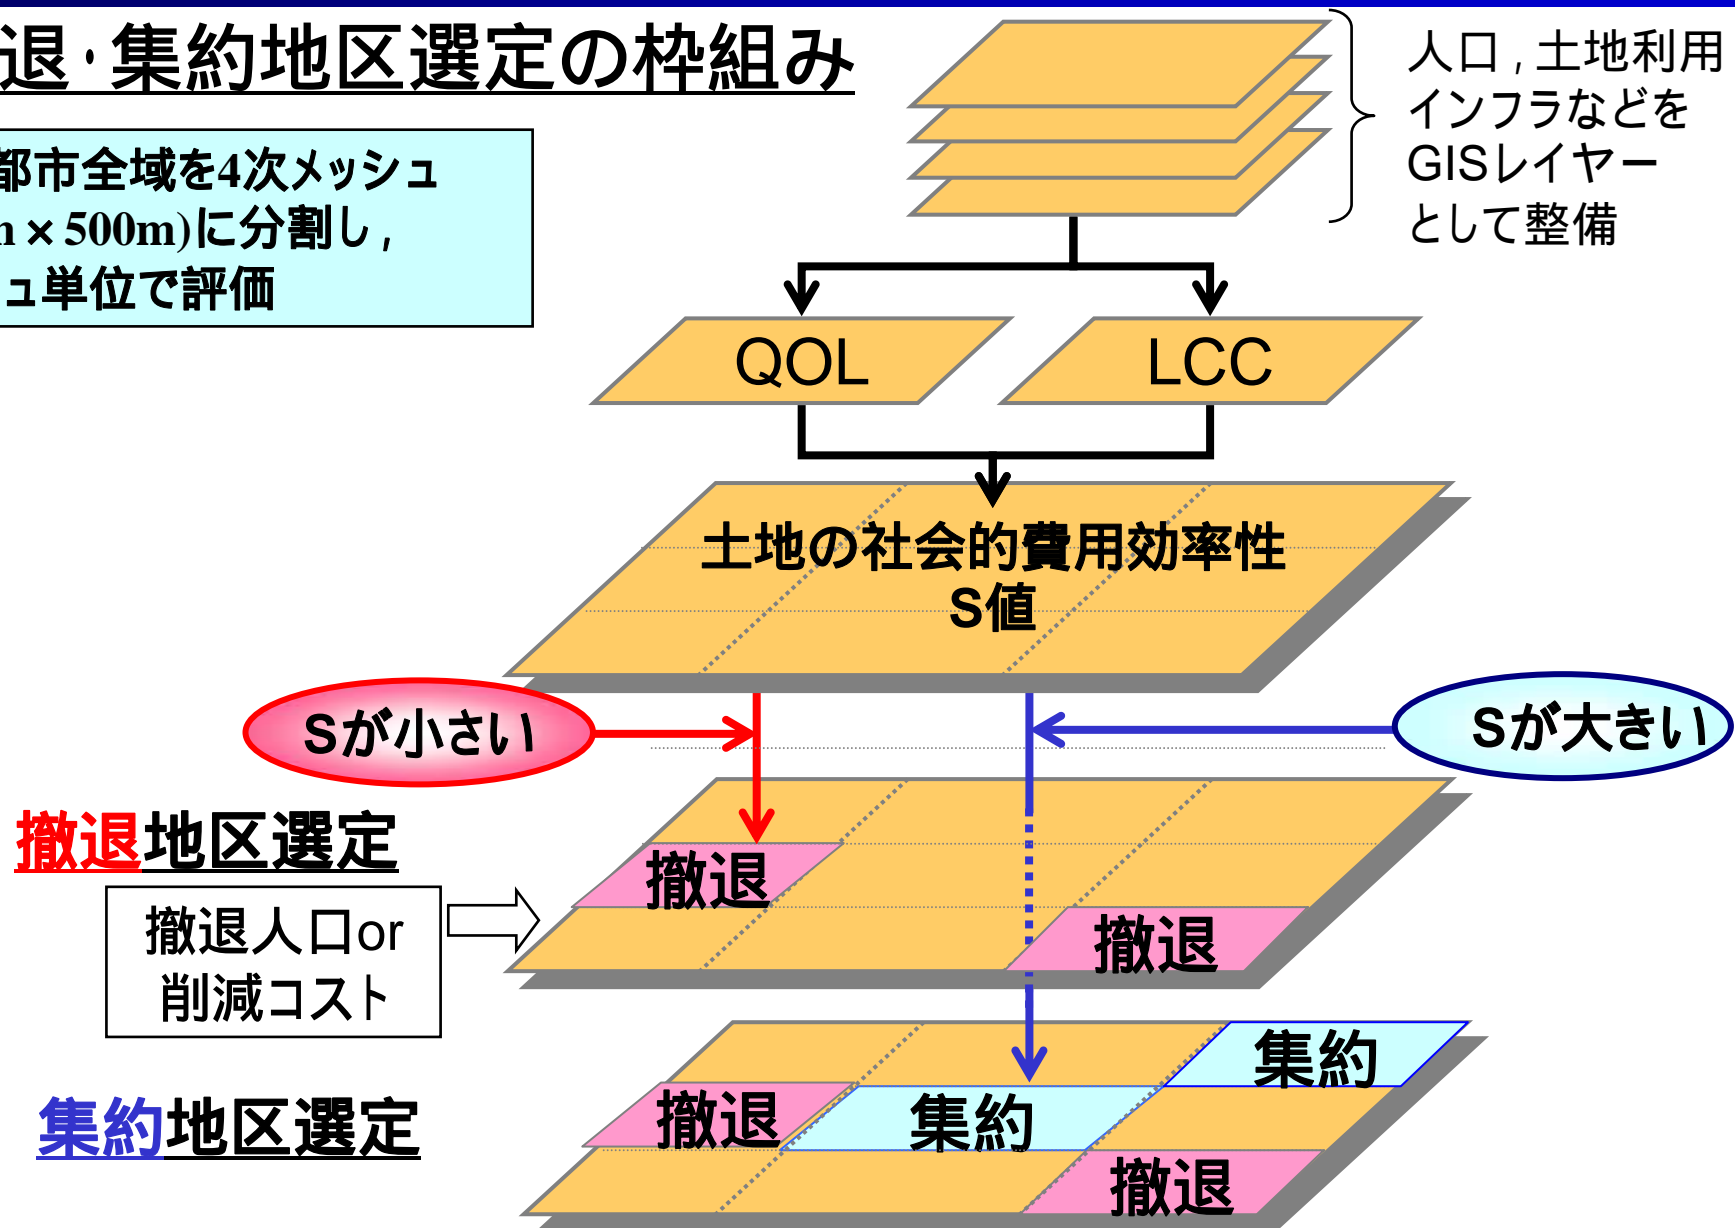 退・集約地区選定の枠組み
人口,土地利用
インフラなどを
GISレイヤー
として整備
都市全域を4次メッシュ
m×500m)に分割し,
ュ単位で評価
QOL
LCC
土地の社会的費用効率性
S値
Sが小さい
Sが大きい
撤退地区選定
撤退
撤退人口or
削減コスト
撤退
集約
撤退
集約
集約地区選定
撤退